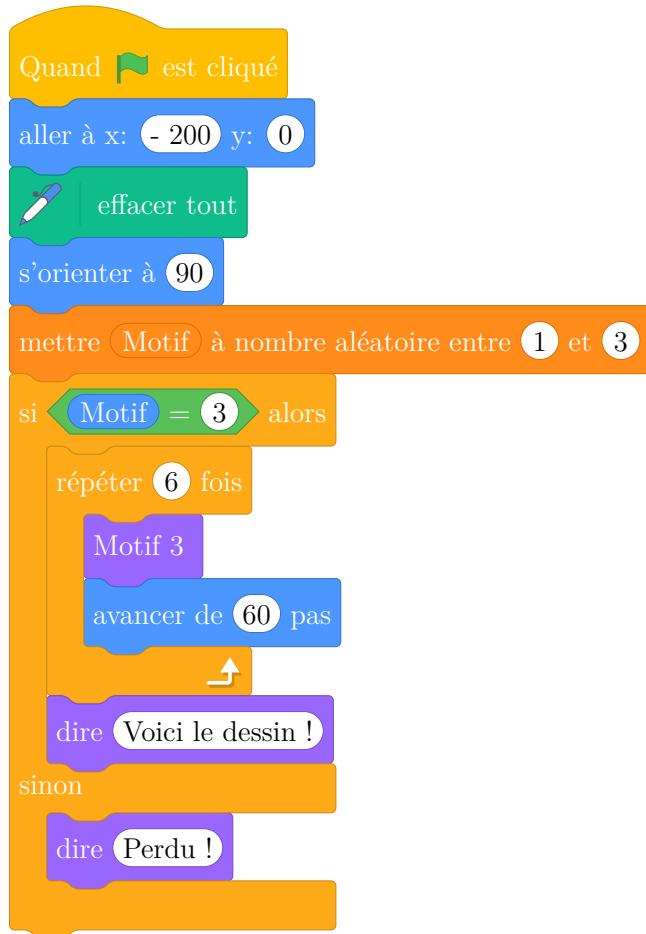 Quand est cliqué
aller à x: - 200 y: 0
effacer tout
s'orienter à 90
mettre Motif à nombre aléatoire entre 1 et 3
si Motif = 3 alors
répéter 6 fois
Motif 3
avancer de 60 pas
dire Voici le dessin !
sinon
dire Perdu !